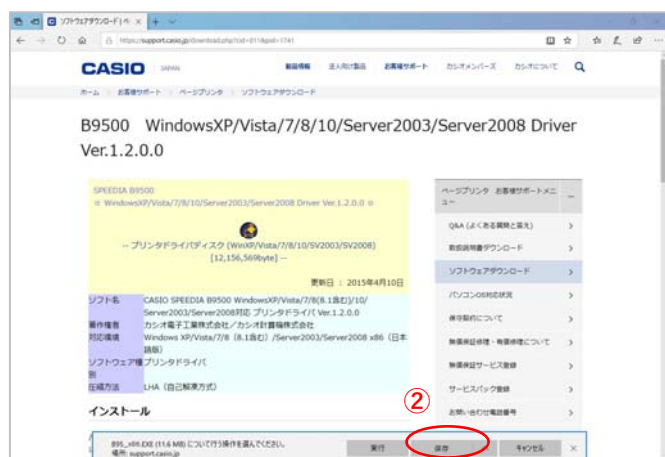 ソフトウェアダウンロード | ペ
https://support.casio.jp/download.php?cid=011&pid=1741
CASIO JAPAN 製品情報 法人向け製品 お客様サポート カシオメンバーズ カシオについて
ホーム > お客様サポート > ページプリンタ > ソフトウェアダウンロード
B9500 WindowsXP/Vista/7/8/10/Server2003/Server2008 Driver
Ver.1.2.0.0
SPEEDIA B9500
WindowsXP/Vista/7/8/10/Server2003/Server2008 Driver Ver.1.2.0.0
-- プリンタドライバディスク (WinXP/Vista/7/8/10/SV2003/SV2008)
[12,156,569byte] --
更新日 : 2015年4月10日
ソフト名 CASIO SPEEDIA B9500 WindowsXP/Vista/7/8(8.1含む)/10/
Server2003/Server2008対応 プリンタドライバ Ver.1.2.0.0
著作権者 カシオ電子工業株式会社/カシオ計算機株式会社
対応環境 Windows XP/Vista/7/8 (8.1含む) /Server2003/Server2008 x86 (日本
語版)
ソフトウェア種 プリンタドライバ
別
圧縮方法 LHA (自己解凍方式)
インストール
ページプリンタ お客様サポートメニ
ュー
Q&A (よくある質問と答え)
取扱説明書ダウンロード
ソフトウェアダウンロード
パソコンOS対応状況
保守契約について
無償保証修理・有償修理について
無償保証サービス登録
サービスパック登録
お問い合わせ電話番号
②
B95_x86.EXE (11.6 MB) について行う操作を選んでください。
場所: support.casio.jp
実行 保存 キャンセル